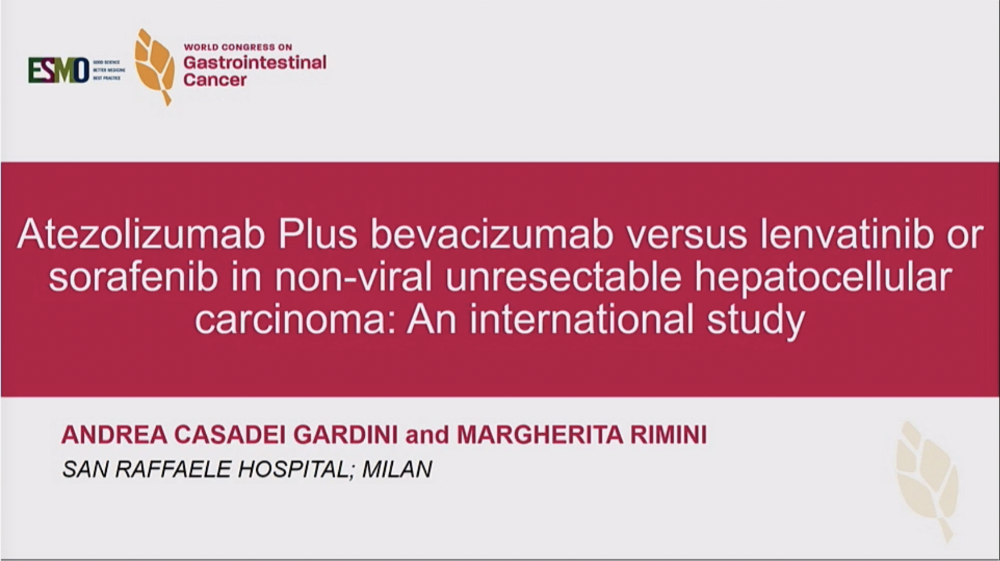 ESMO
GOOD SCIENCE
BETTER MEDICINE
BEST PRACTICE
WORLD CONGRESS ON
Gastrointestinal
Cancer
Atezolizumab Plus bevacizumab versus lenvatinib or
sorafenib in non-viral unresectable hepatocellular
carcinoma: An international study
ANDREA CASADEI GARDINI and MARGHERITA RIMINI
SAN RAFFAELE HOSPITAL; MILAN